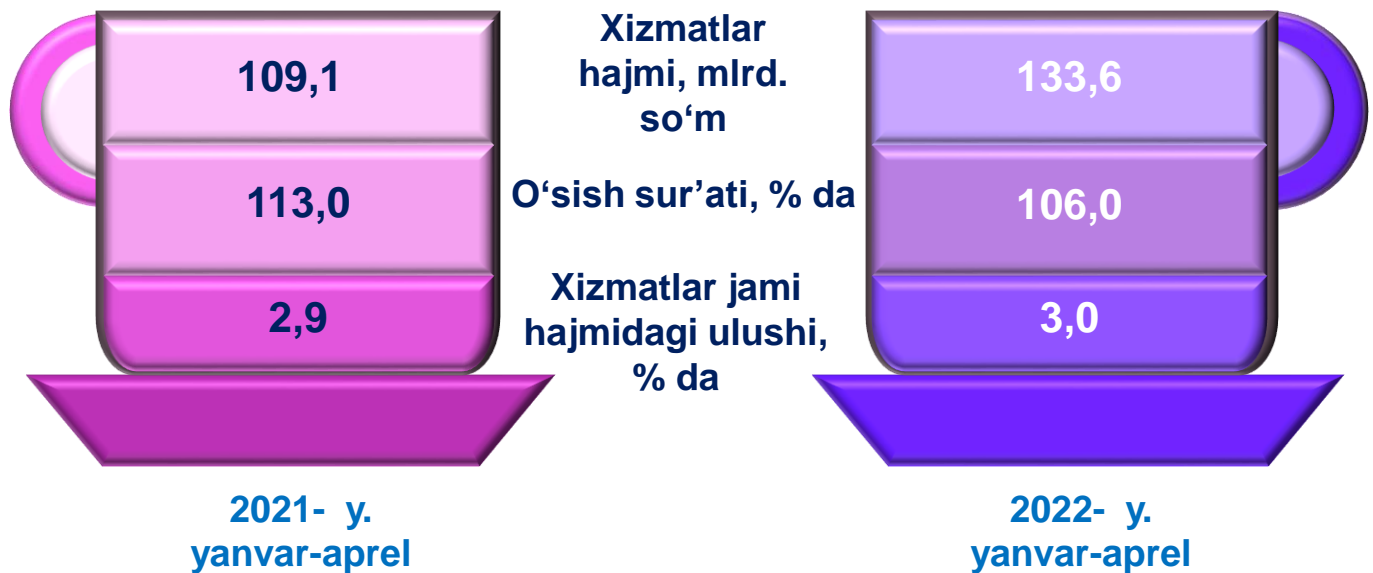 109,1
113,0
2,9
Xizmatlar
hajmi, mlrd.
so‘m
O‘sish sur’ati, % da
Xizmatlar jami
hajmidagi ulushi,
% da
133,6
106,0
3,0
2021- y.
yanvar-aprel
2022- y.
yanvar-aprel